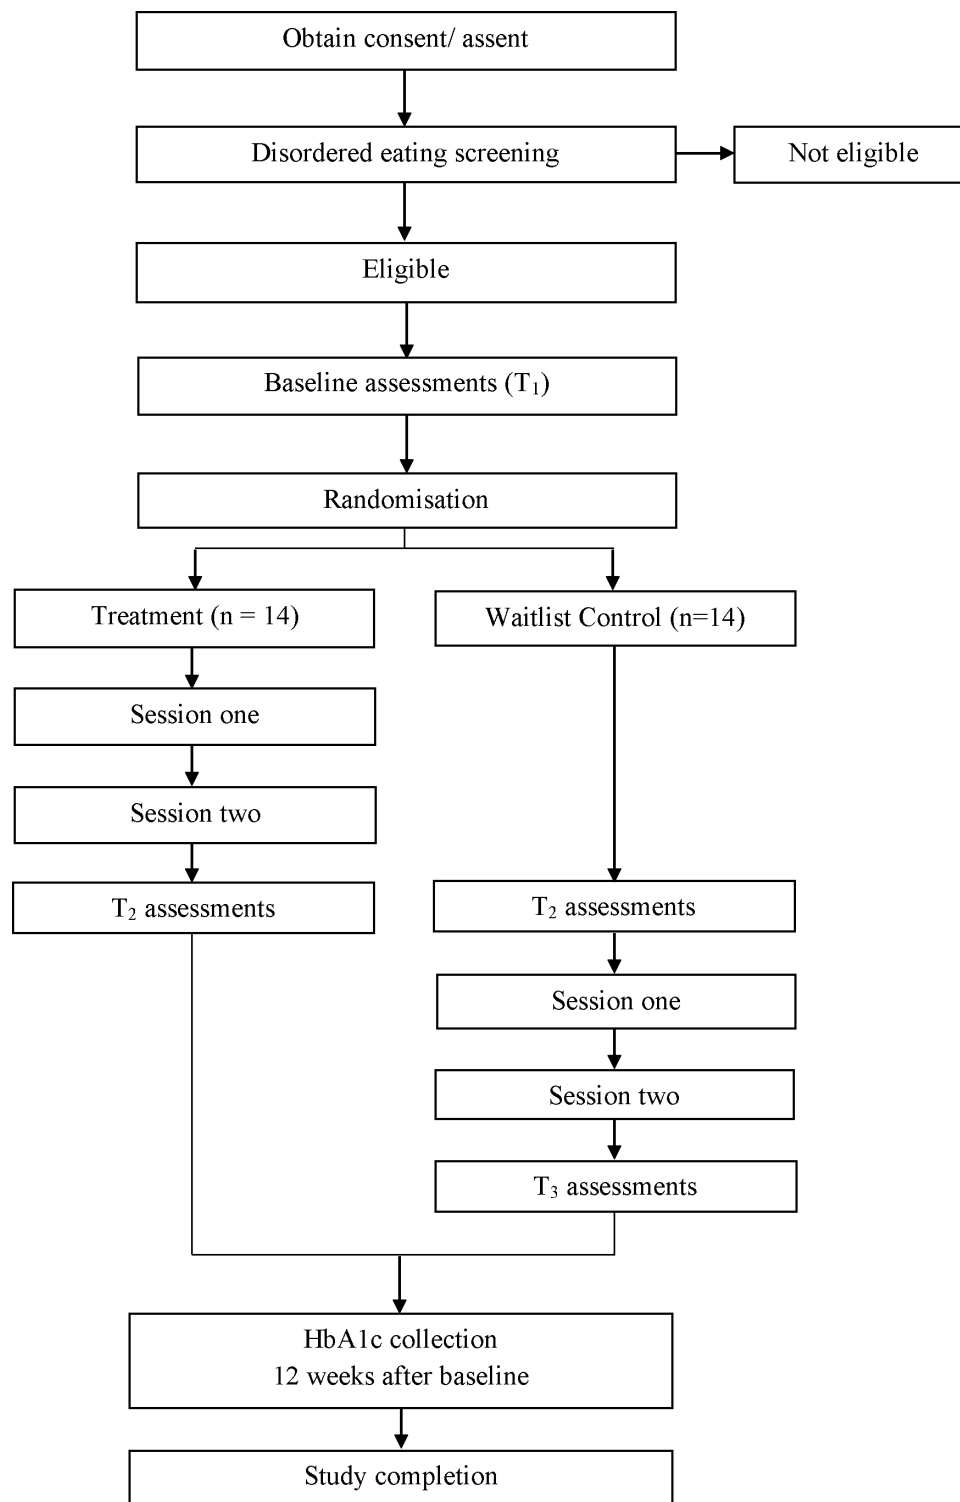 Obtain consent/ assent
Disordered eating screening
Not eligible
Eligible
Baseline assessments (T₁)
Randomisation
Treatment (n = 14)
Waitlist Control (n=14)
Session one
Session two
T₂ assessments
T₂ assessments
Session one
Session two
T₃ assessments
HbA1c collection
12 weeks after baseline
Study completion